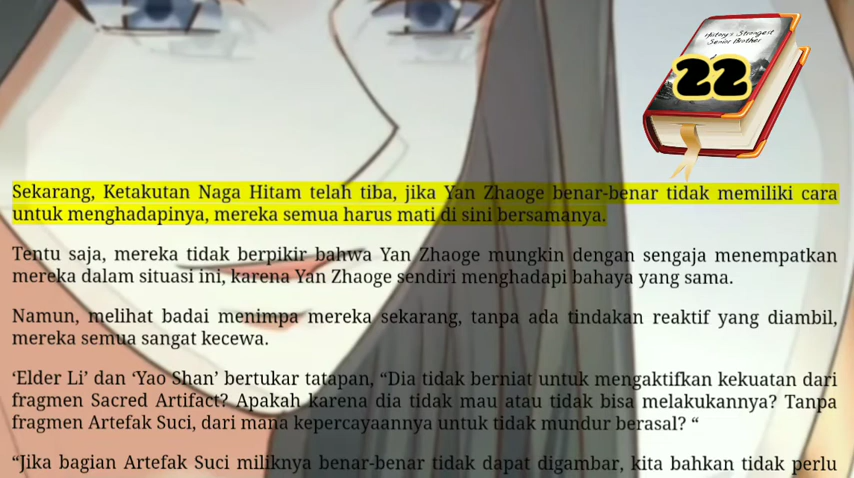 History's Strongest
Senior Brother
22
Sekarang, Ketakutan Naga Hitam telah tiba, jika Yan Zhaoge benar-benar tidak memiliki cara
untuk menghadapinya, mereka semua harus mati di sini bersamanya.
Tentu saja, mereka tidak berpikir bahwa Yan Zhaoge mungkin dengan sengaja menempatkan
mereka dalam situasi ini, karena Yan Zhaoge sendiri menghadapi bahaya yang sama.
Namun, melihat badai menimpa mereka sekarang, tanpa ada tindakan reaktif yang diambil,
mereka semua sangat kecewa.
‘Elder Li’ dan ‘Yao Shan’ bertukar tatapan, “Dia tidak berniat untuk mengaktifkan kekuatan dari
fragmen Sacred Artifact? Apakah karena dia tidak mau atau tidak bisa melakukannya? Tanpa
fragmen Artefak Suci, dari mana kepercayaannya untuk tidak mundur berasal? “
“Jika bagian Artefak Suci miliknya benar-benar tidak dapat digambar, kita bahkan tidak perlu